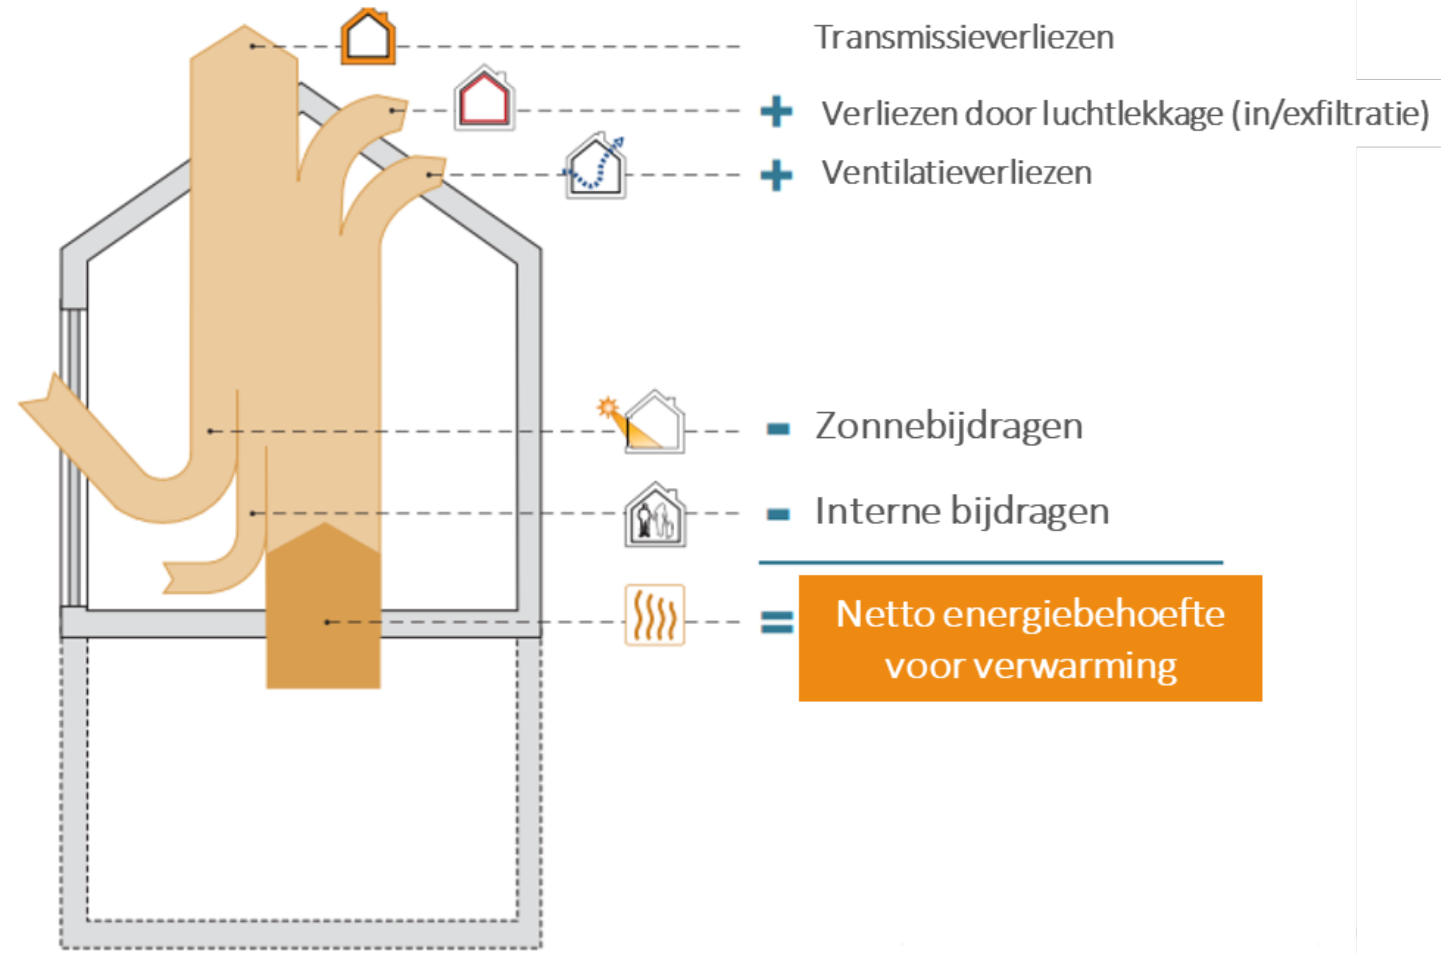 Transmissieverliezen
+ Verliezen door luchtlekkage (in/exfiltratie)
+ Ventilatieverliezen
- Zonnebijdragen
- Interne bijdragen
= Netto energiebehoefte
voor verwarming